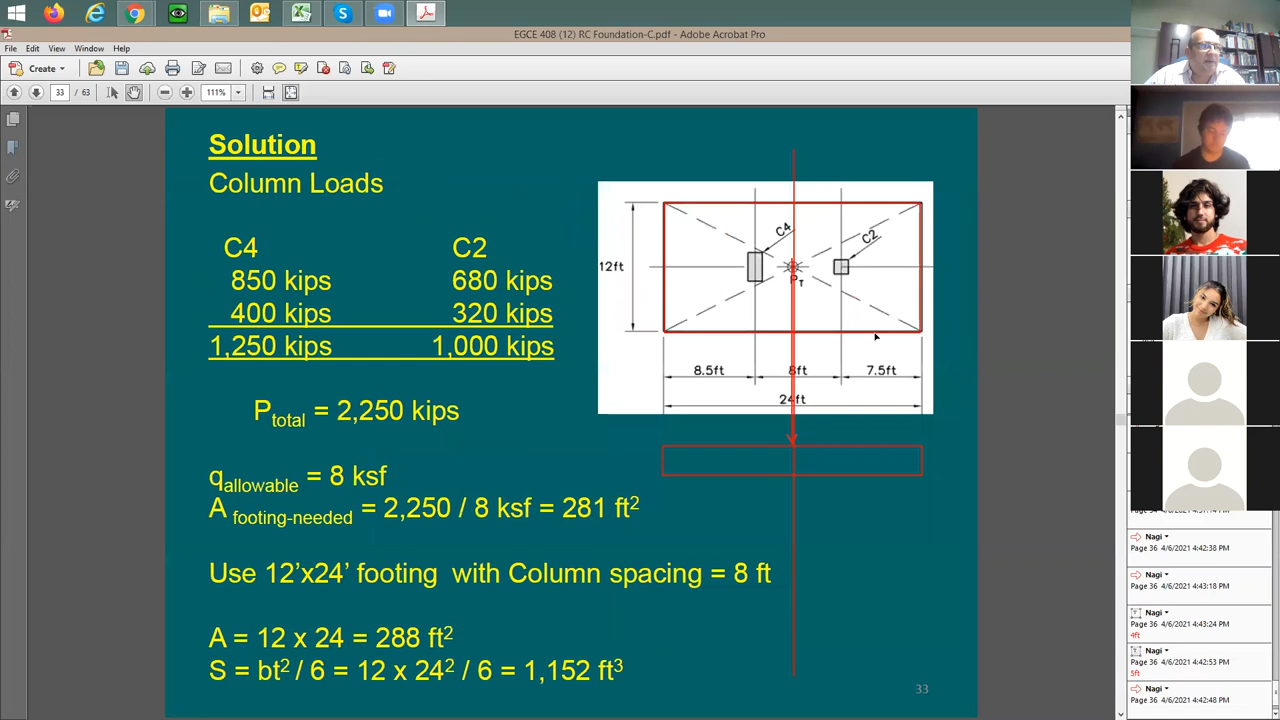 EGCE 408 (12) RC Foundation-C.pdf - Adobe Acrobat Pro
File Edit View Window Help
Create
33 / 63 111%
Solution
Column Loads
C4 C2
850 kips 680 kips
400 kips 320 kips
1,250 kips 1,000 kips
Ptotal = 2,250 kips
qallowable = 8 ksf
A footing-needed = 2,250 / 8 ksf = 281 ft2
Use 12’x24’ footing with Column spacing = 8 ft
A = 12 x 24 = 288 ft2
S = bt2 / 6 = 12 x 242 / 6 = 1,152 ft3
C4
C2
12ft
PT
8.5ft 8ft 7.5ft
24ft
33
Nagi
Page 36 4/6/2021 4:42:38 PM
Nagi
Page 36 4/6/2021 4:43:18 PM
Nagi
Page 36 4/6/2021 4:43:24 PM
4ft
Nagi
Page 36 4/6/2021 4:42:53 PM
5ft
Nagi
Page 36 4/6/2021 4:42:48 PM